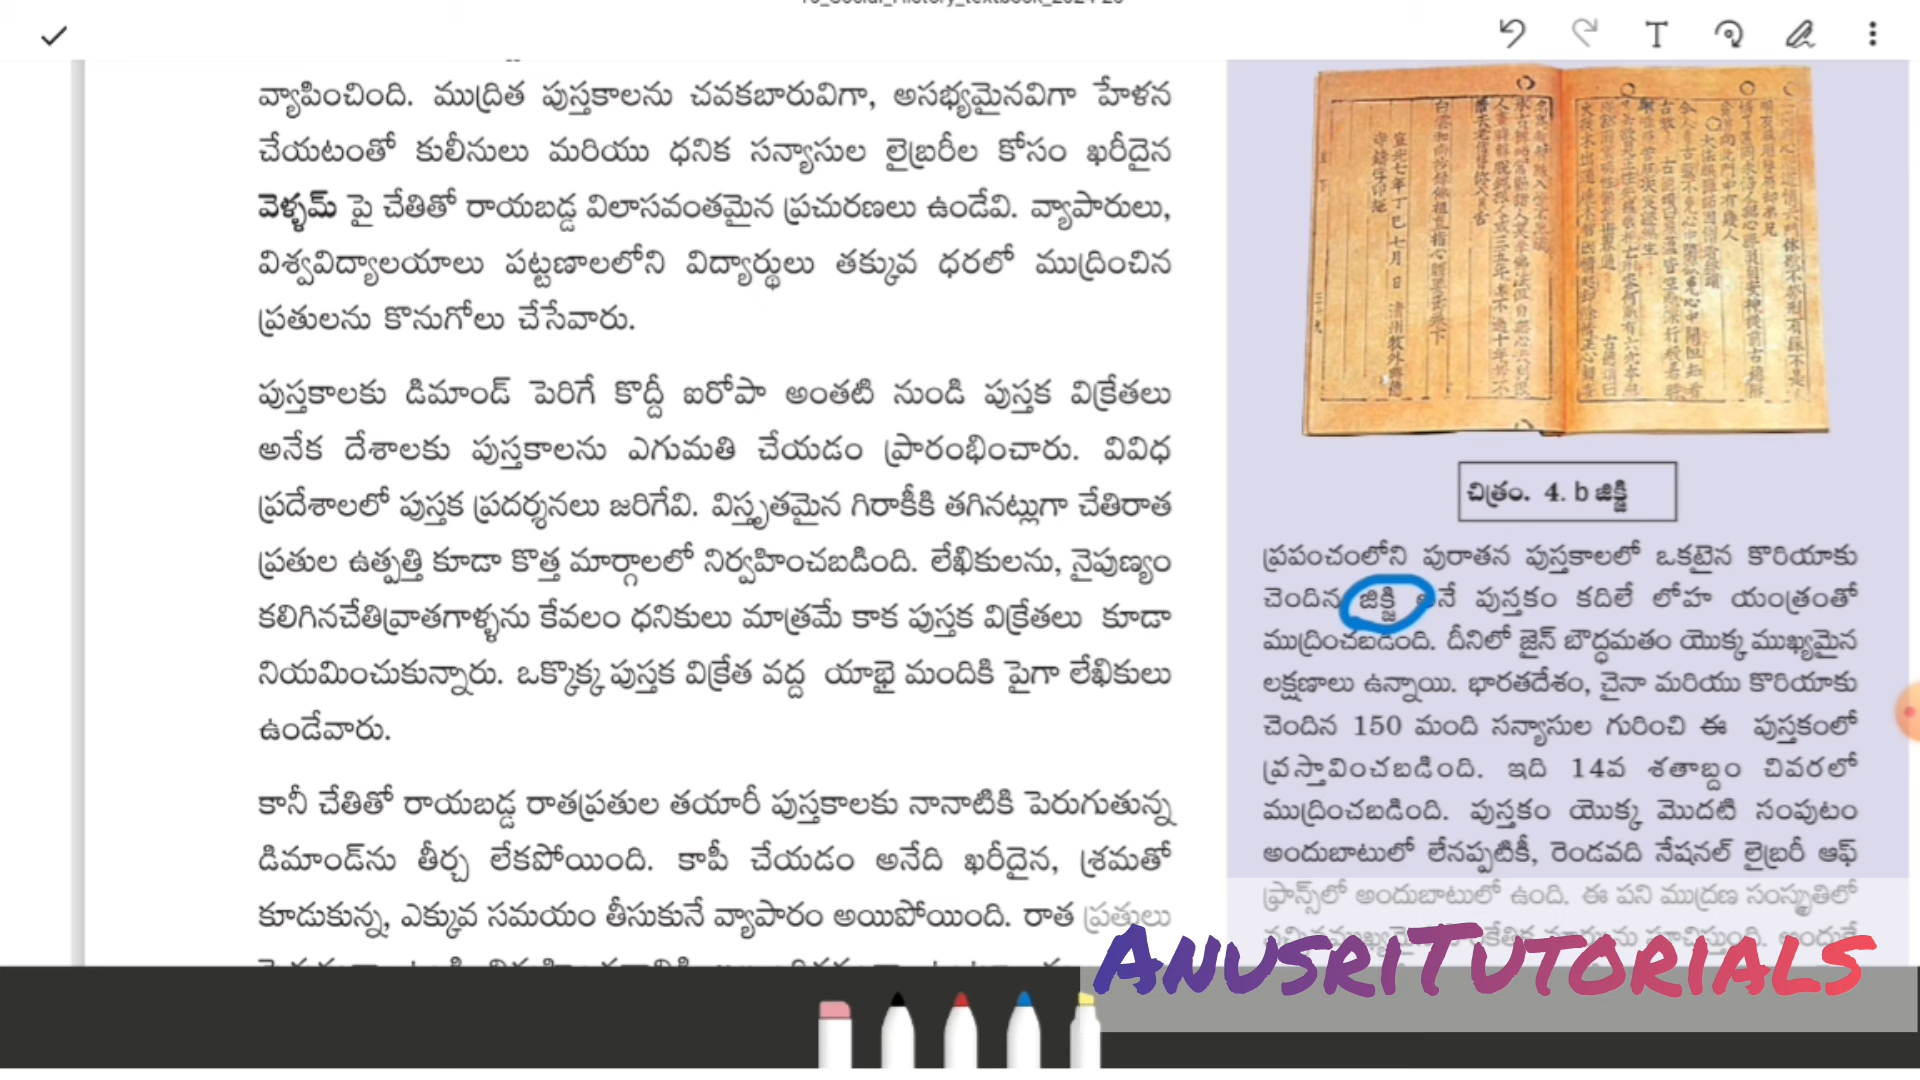 10_Social_History_textbook_2024-25
వ్యాపించింది. ముద్రిత పుస్తకాలను చవకబారువిగా, అసభ్యమైనవిగా హేళన
చేయటంతో కులీనులు మరియు ధనిక సన్యాసుల లైబ్రరీల కోసం ఖరీదైన
వెళ్ళమ్ పై చేతితో రాయబడ్డ విలాసవంతమైన ప్రచురణలు ఉండేవి. వ్యాపారులు,
విశ్వవిద్యాలయాలు పట్టణాలలోని విద్యార్థులు తక్కువ ధరలో ముద్రించిన
ప్రతులను కొనుగోలు చేసేవారు.
పుస్తకాలకు డిమాండ్ పెరిగే కొద్దీ ఐరోపా అంతటి నుండి పుస్తక విక్రేతలు
అనేక దేశాలకు పుస్తకాలను ఎగుమతి చేయడం ప్రారంభించారు. వివిధ
ప్రదేశాలలో పుస్తక ప్రదర్శనలు జరిగేవి. విస్తృతమైన గిరాకీకి తగినట్లుగా చేతిరాత
ప్రతుల ఉత్పత్తి కూడా కొత్త మార్గాలలో నిర్వహించబడింది. లేఖికులను, నైపుణ్యం
కలిగినచేతివ్రాతగాళ్ళను కేవలం ధనికులు మాత్రమే కాక పుస్తక విక్రేతలు కూడా
నియమించుకున్నారు. ఒక్కొక్క పుస్తక విక్రేత వద్ద యాభై మందికి పైగా లేఖికులు
ఉండేవారు.
కానీ చేతితో రాయబడ్డ రాతప్రతుల తయారీ పుస్తకాలకు నానాటికి పెరుగుతున్న
డిమాండ్‌ను తీర్చ లేకపోయింది. కాపీ చేయడం అనేది ఖరీదైన, శ్రమతో
కూడుకున్న, ఎక్కువ సమయం తీసుకునే వ్యాపారం అయిపోయింది. రాత ప్రతులు
చిత్రం. 4. b జిక్జి
ప్రపంచంలోని పురాతన పుస్తకాలలో ఒకటైన కొరియాకు
చెందిన జిక్జి అనే పుస్తకం కదిలే లోహ యంత్రంతో
ముద్రించబడింది. దీనిలో జైన్ బౌద్ధమతం యొక్క ముఖ్యమైన
లక్షణాలు ఉన్నాయి. భారతదేశం, చైనా మరియు కొరియాకు
చెందిన 150 మంది సన్యాసుల గురించి ఈ పుస్తకంలో
ప్రస్తావించబడింది. ఇది 14వ శతాబ్దం చివరలో
ముద్రించబడింది. పుస్తకం యొక్క మొదటి సంపుటం
అందుబాటులో లేనప్పటికీ, రెండవది నేషనల్ లైబ్రరీ ఆఫ్
ఫ్రాన్స్‌లో అందుబాటులో ఉంది. ఈ పని ముద్రణ సంస్కృతిలో
AnusriTutorials